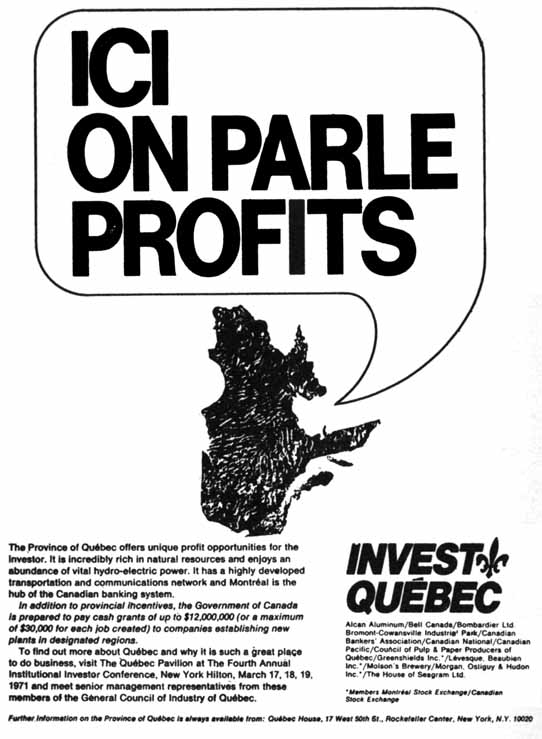 ICI
ON PARLE
PROFITS
The Province of Québec offers unique profit opportunities for the
Investor. It is incredibly rich in natural resources and enjoys an
abundance of vital hydro-electric power. It has a highly developed
transportation and communications network and Montréal is the
hub of the Canadian banking system.
In addition to provincial incentives, the Government of Canada
is prepared to pay cash grants of up to $12,000,000 (or a maximum
of $30,000 for each job created) to companies establishing new
plants in designated regions.
To find out more about Québec and why it is such a great place
to do business, visit The Québec Pavilion at The Fourth Annual
Institutional Investor Conference, New York Hilton, March 17, 18, 19,
1971 and meet senior management representatives from these
members of the General Council of Industry of Québec.
INVEST
QUÉBEC
Alcan Aluminum/Bell Canada/Bombardier Ltd.
Bromont-Cowansville Industrial Park/Canadian
Bankers' Association/Canadian National/Canadian
Pacific/Council of Pulp & Paper Producers of
Québec/Greenshields Inc.*/Lévesque, Beaubien
Inc.*/Molson's Brewery/Morgan, Ostiguy & Hudon
Inc.*/The House of Seagram Ltd.
*Members Montréal Stock Exchange/Canadian
Stock Exchange
Further Information on the Province of Québec is always available from: Québec House, 17 West 50th St., Rockefeller Center, New York, N.Y. 10020